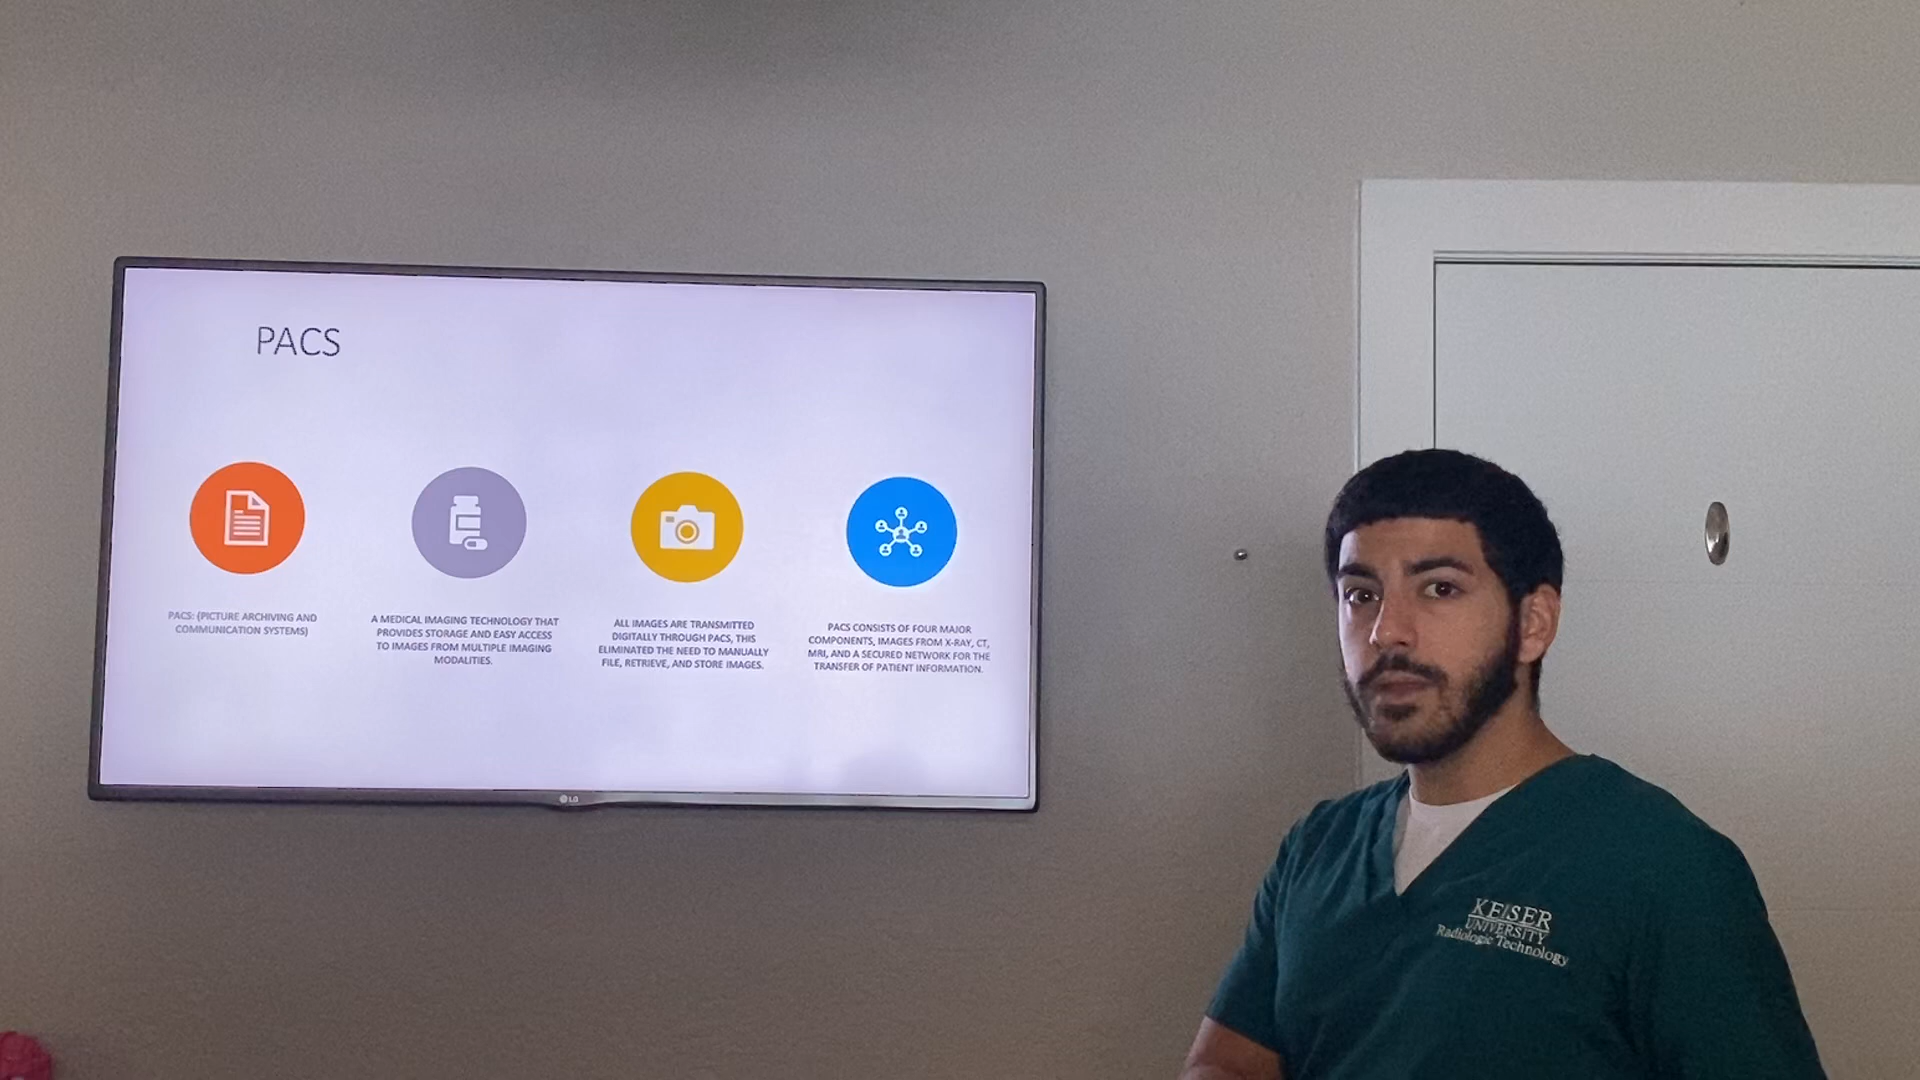 PACS
PACS: (PICTURE ARCHIVING AND
COMMUNICATION SYSTEMS)
A MEDICAL IMAGING TECHNOLOGY THAT
PROVIDES STORAGE AND EASY ACCESS
TO IMAGES FROM MULTIPLE IMAGING
MODALITIES.
ALL IMAGES ARE TRANSMITTED
DIGITALLY THROUGH PACS, THIS
ELIMINATED THE NEED TO MANUALLY
FILE, RETRIEVE, AND STORE IMAGES.
PACS CONSISTS OF FOUR MAJOR
COMPONENTS, IMAGES FROM X-RAY, CT,
MRI, AND A SECURED NETWORK FOR THE
TRANSFER OF PATIENT INFORMATION.
LG
KEISER
UNIVERSITY
Radiologic Technology